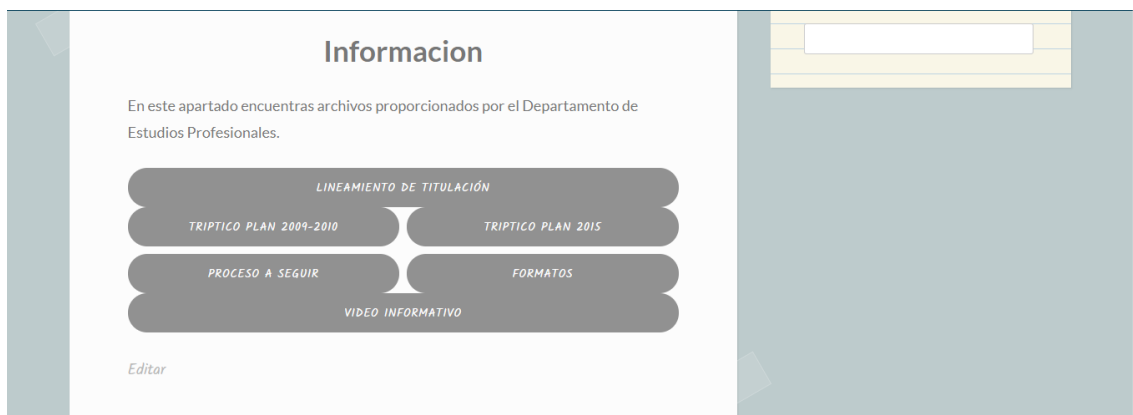 Informacion
En este apartado encuentras archivos proporcionados por el Departamento de
Estudios Profesionales.
LINEAMIENTO DE TITULACIÓN
TRIPTICO PLAN 2009-2010
TRIPTICO PLAN 2015
PROCESO A SEGUIR
FORMATOS
VIDEO INFORMATIVO
Editar